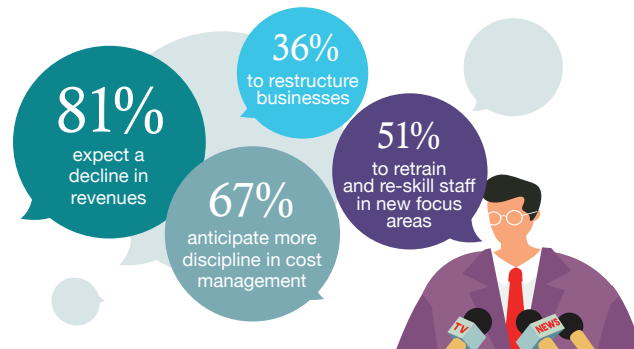 81%
expect a
decline in
revenues
36%
to restructure
businesses
67%
anticipate more
discipline in cost
management
51%
to retrain
and re-skill staff
in new focus
areas
TV
NEWS